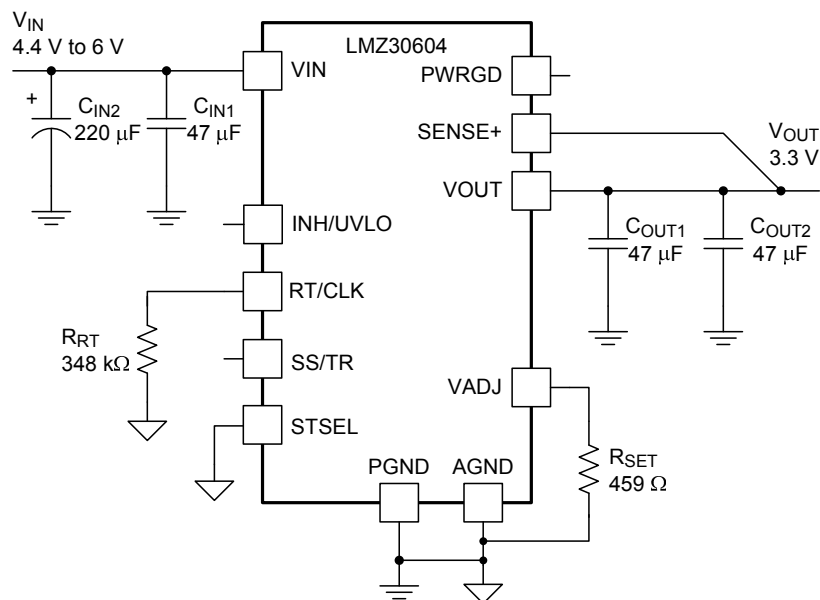 VIN
4.4 V to 6 V
+
CIN2
220 μF
CIN1
47 μF
LMZ30604
VIN
PWRGD
SENSE+
VOUT
VOUT
3.3 V
COUT1
47 μF
COUT2
47 μF
INH/UVLO
RT/CLK
RRT
348 kΩ
SS/TR
STSEL
VADJ
RSET
459 Ω
PGND
AGND